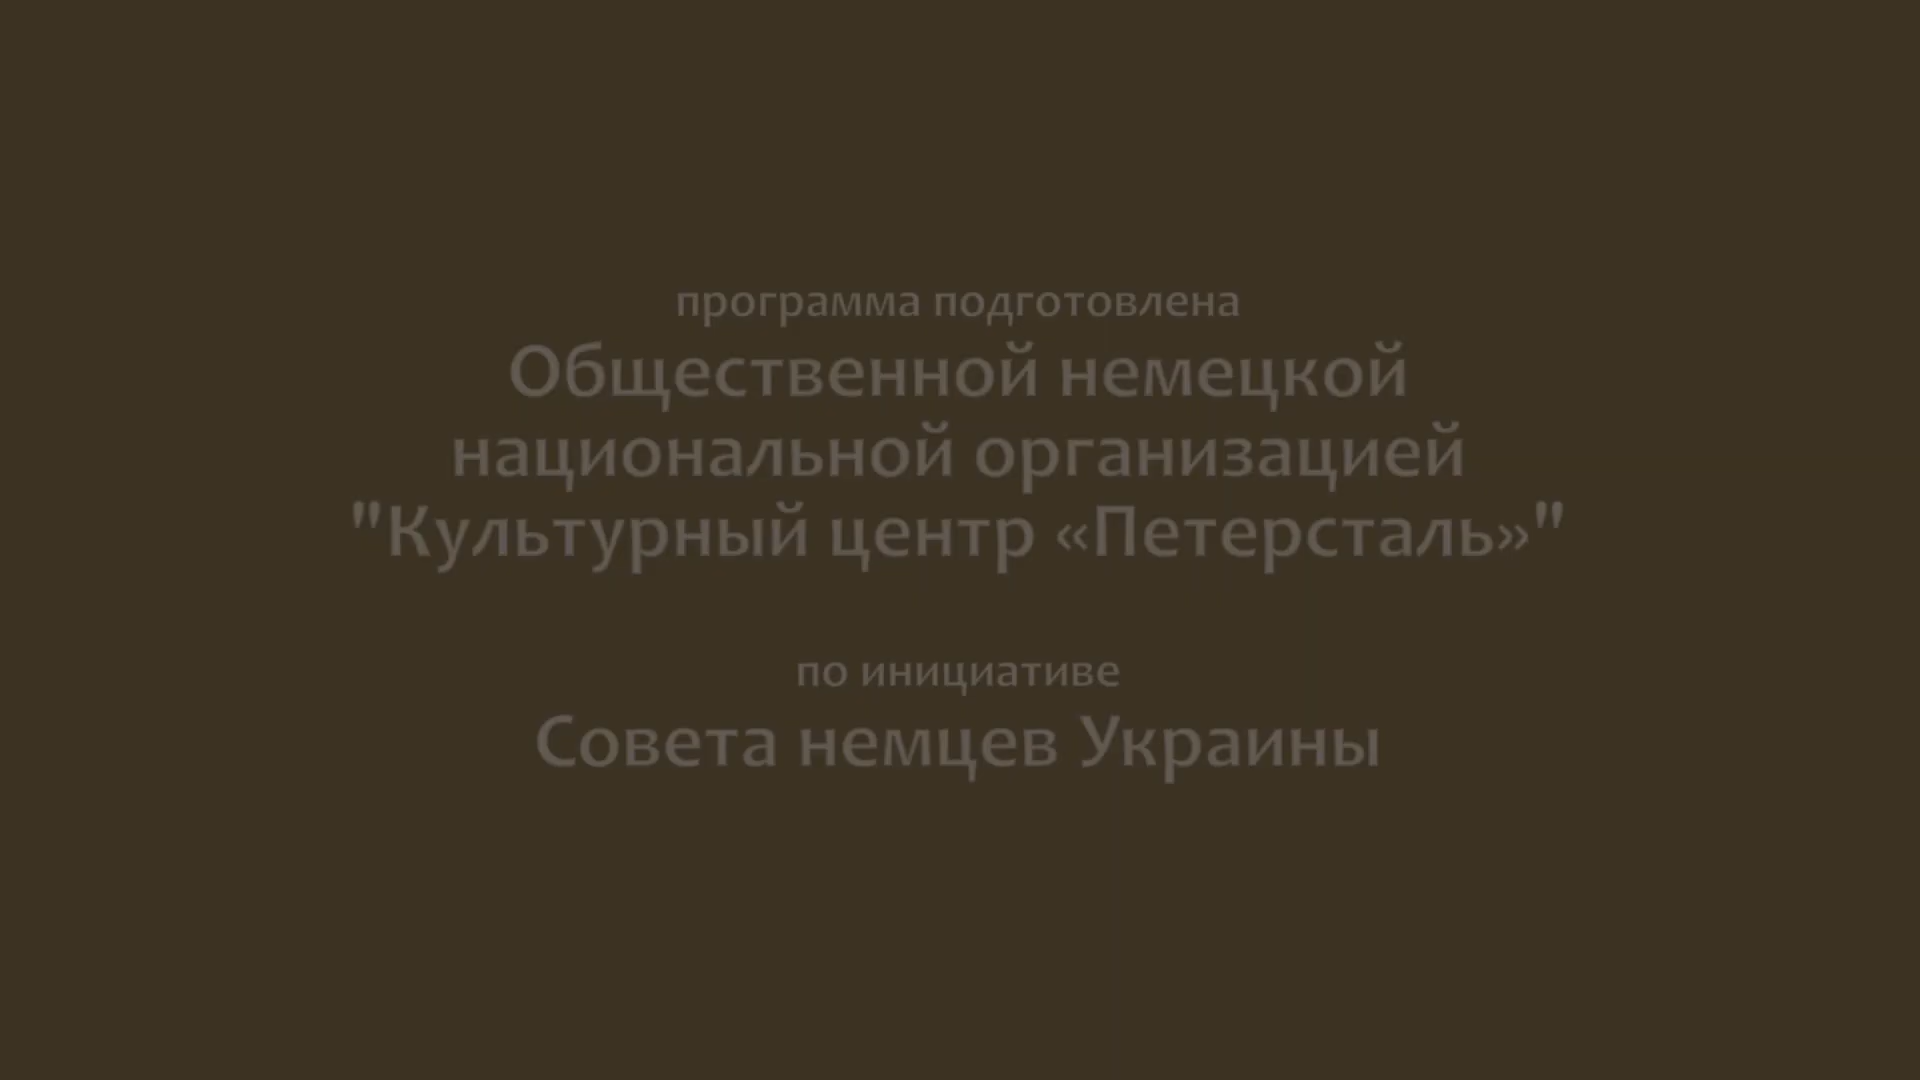 программа подготовлена
Общественной немецкой
национальной организацией
"Культурный центр «Петерсталь»"
по инициативе
Совета немцев Украины